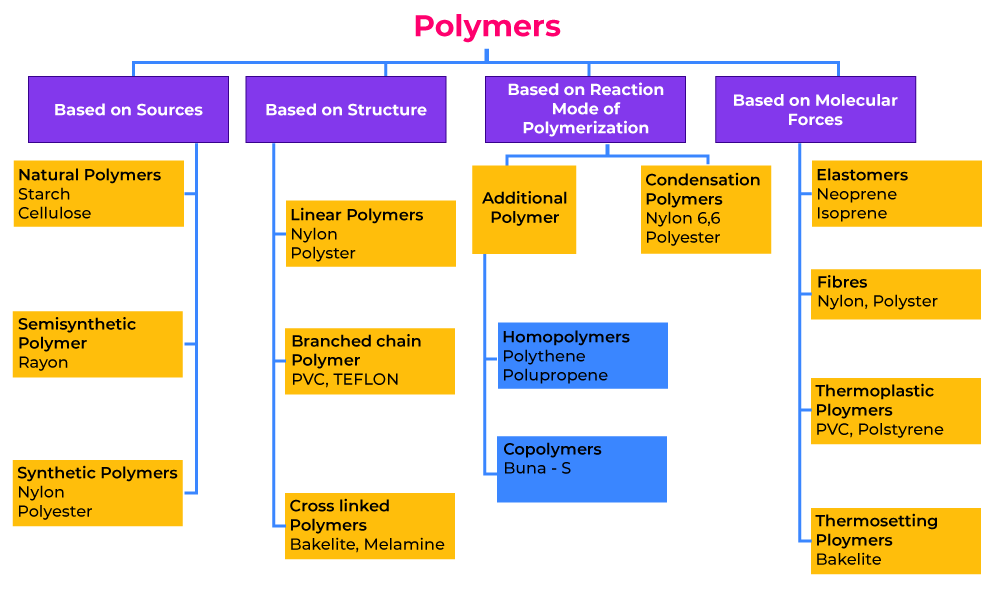 Polymers
Based on Sources
Natural Polymers
Starch
Cellulose
Semisynthetic
Polymer
Rayon
Synthetic Polymers
Nylon
Polyester
Based on Structure
Linear Polymers
Nylon
Polyster
Branched chain
Polymer
PVC, TEFLON
Cross linked
Polymers
Bakelite, Melamine
Based on Reaction
Mode of
Polymerization
Additional
Polymer
Homopolymers
Polythene
Polupropene
Copolymers
Buna - S
Condensation
Polymers
Nylon 6,6
Polyester
Based on Molecular
Forces
Elastomers
Neoprene
Isoprene
Fibres
Nylon, Polyster
Thermoplastic
Ploymers
PVC, Polstyrene
Thermosetting
Ploymers
Bakelite